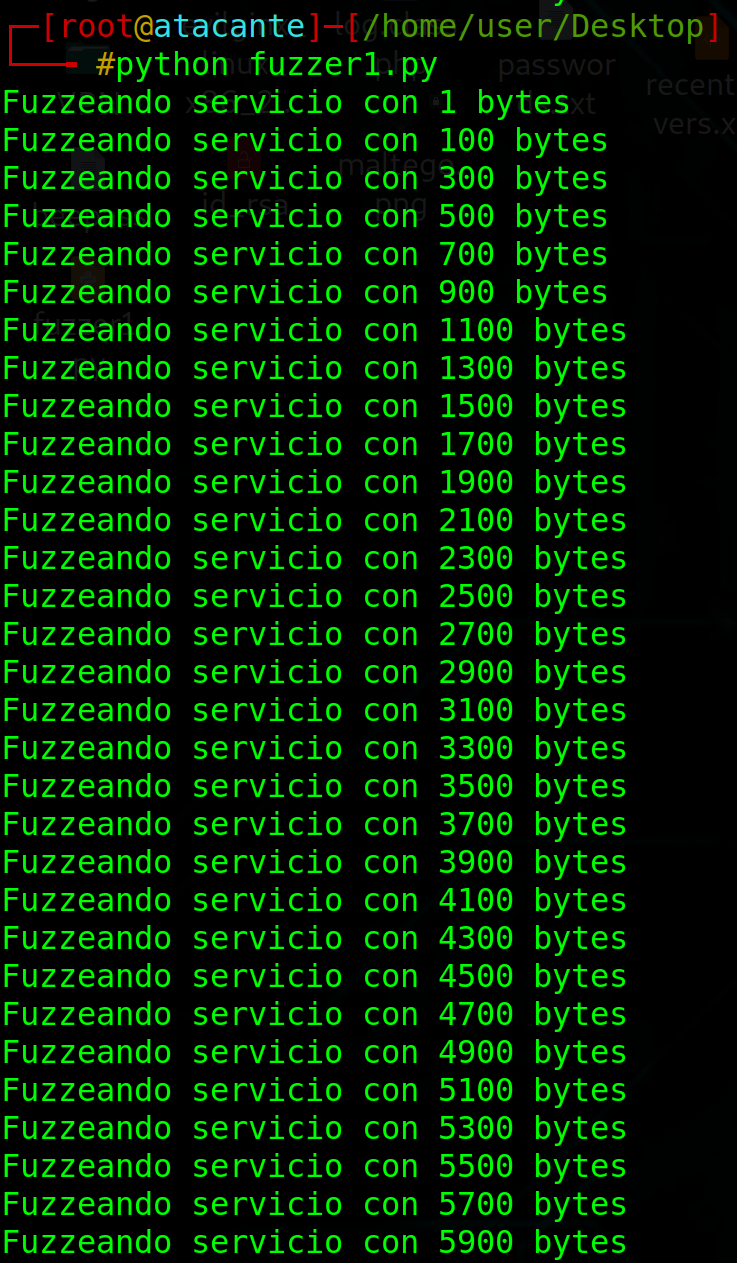 ┌─[root@atacante]─[/home/user/Desktop]
└──╼ #python fuzzer1.py
Fuzzeando servicio con 1 bytes
Fuzzeando servicio con 100 bytes
Fuzzeando servicio con 300 bytes
Fuzzeando servicio con 500 bytes
Fuzzeando servicio con 700 bytes
Fuzzeando servicio con 900 bytes
Fuzzeando servicio con 1100 bytes
Fuzzeando servicio con 1300 bytes
Fuzzeando servicio con 1500 bytes
Fuzzeando servicio con 1700 bytes
Fuzzeando servicio con 1900 bytes
Fuzzeando servicio con 2100 bytes
Fuzzeando servicio con 2300 bytes
Fuzzeando servicio con 2500 bytes
Fuzzeando servicio con 2700 bytes
Fuzzeando servicio con 2900 bytes
Fuzzeando servicio con 3100 bytes
Fuzzeando servicio con 3300 bytes
Fuzzeando servicio con 3500 bytes
Fuzzeando servicio con 3700 bytes
Fuzzeando servicio con 3900 bytes
Fuzzeando servicio con 4100 bytes
Fuzzeando servicio con 4300 bytes
Fuzzeando servicio con 4500 bytes
Fuzzeando servicio con 4700 bytes
Fuzzeando servicio con 4900 bytes
Fuzzeando servicio con 5100 bytes
Fuzzeando servicio con 5300 bytes
Fuzzeando servicio con 5500 bytes
Fuzzeando servicio con 5700 bytes
Fuzzeando servicio con 5900 bytes
passwor
recent
vers.x
maltego
png
id_rsa
fuzzer1